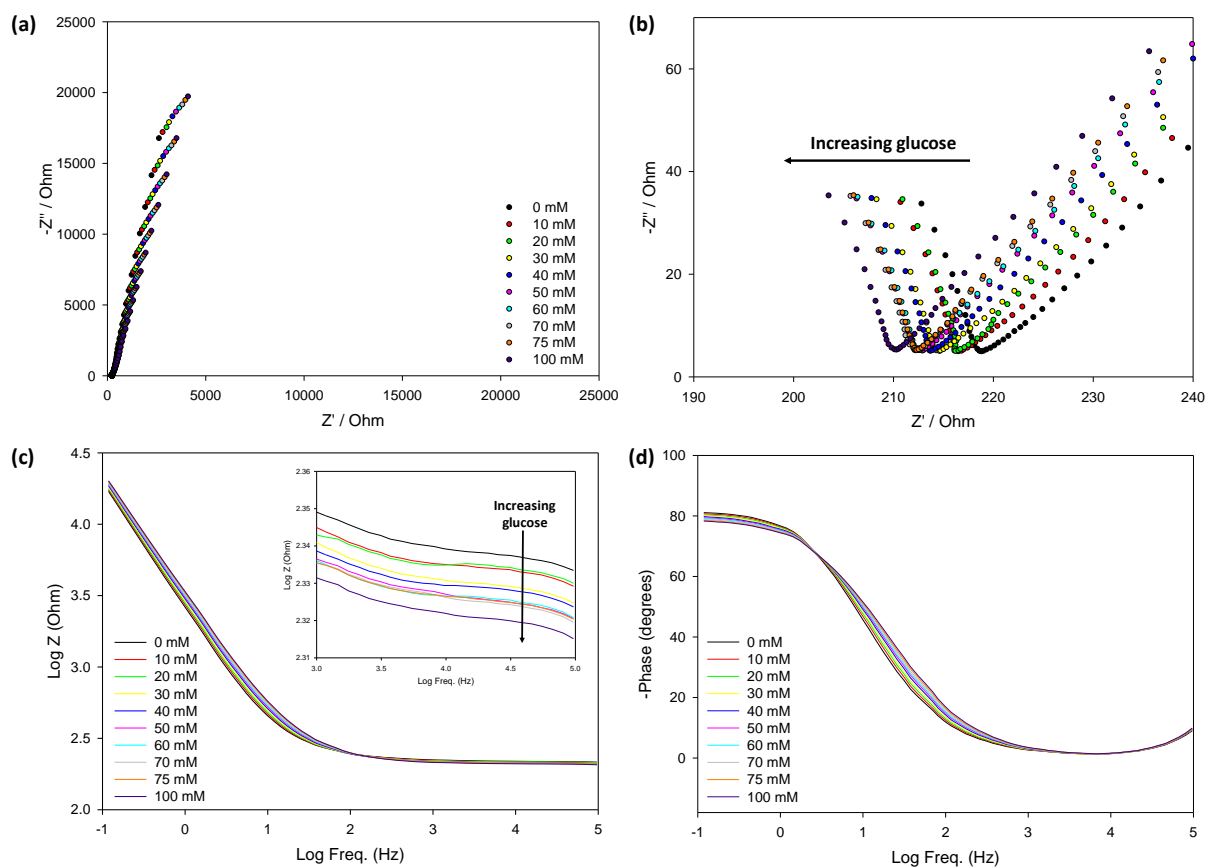 (a)
25000
20000
15000
10000
5000
0
-Z'' / Ohm
0 mM
10 mM
20 mM
30 mM
40 mM
50 mM
60 mM
70 mM
75 mM
100 mM
0 5000 10000 15000 20000 25000
Z' / Ohm
(b)
60
40
20
0
-Z'' / Ohm
Increasing glucose
190 200 210 220 230 240
Z' / Ohm
(c)
4.5
4.0
3.5
3.0
2.5
2.0
Log Z (Ohm)
0 mM
10 mM
20 mM
30 mM
40 mM
50 mM
60 mM
70 mM
75 mM
100 mM
2.36
2.35
2.34
2.33
2.32
2.31
Log Z (Ohm)
Increasing
glucose
3.0 3.5 4.0 4.5 5.0
Log Freq. (Hz)
-1 0 1 2 3 4 5
Log Freq. (Hz)
(d)
100
80
60
40
20
0
-Phase (degrees)
0 mM
10 mM
20 mM
30 mM
40 mM
50 mM
60 mM
70 mM
75 mM
100 mM
-1 0 1 2 3 4 5
Log Freq. (Hz)